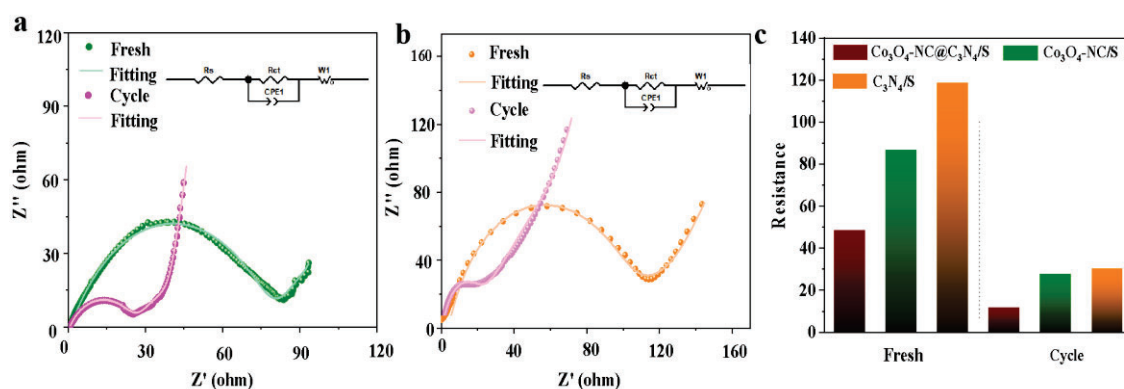 a
120
90
60
30
0
Z'' (ohm)
Fresh
Fitting
Cycle
Fitting
Rs
Rct
W1
CPE1
0
30
60
90
120
Z' (ohm)
b
160
120
80
40
0
Z'' (ohm)
Fresh
Fitting
Cycle
Fitting
Rs
Rct
W1
CPE1
0
40
80
120
160
Z' (ohm)
c
140
120
100
80
60
40
20
0
Resistance
Co₃O₄-NC@C₃N₄/S
Co₃O₄-NC/S
C₃N₄/S
Fresh
Cycle